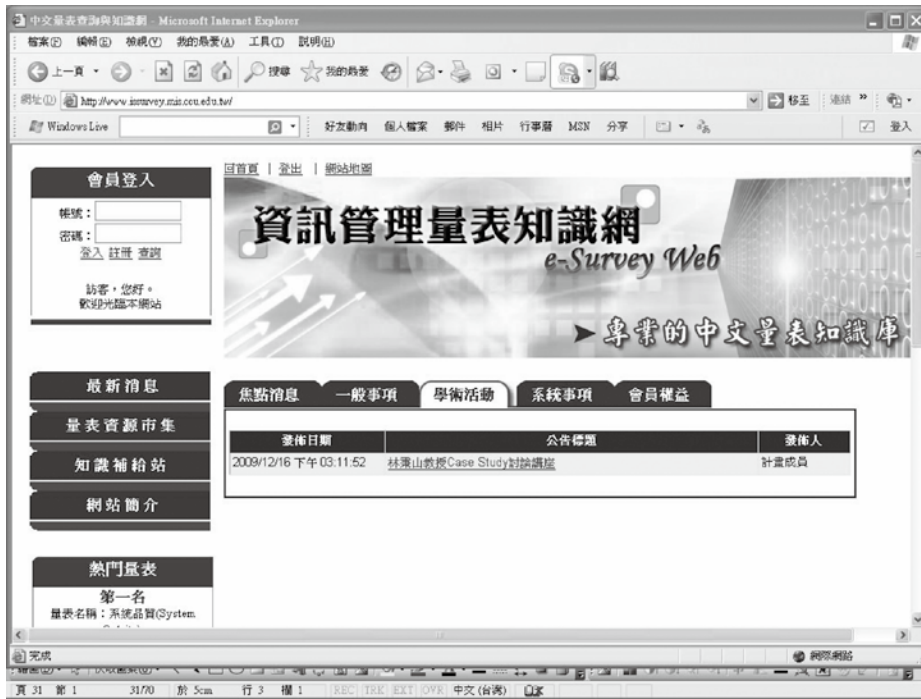 中文量表查詢與知識網 - Microsoft Internet Explorer
檔案(F) 編輯(E) 檢視(V) 我的最愛(A) 工具(T) 說明(H)
上一頁 搜尋 我的最愛
網址(D) http://www.issurvey.mis.ccu.edu.tw/ 移至 連結 »
Windows Live 好友動向 個人檔案 郵件 相片 行事曆 MSN 分享 登入
回首頁 | 登出 | 網站地圖
會員登入
帳號：
密碼：
登入 註冊 查詢
訪客，您好。
歡迎光臨本網站
資訊管理量表知識網
e-Survey Web
➤ 專業的中文量表知識庫
最新消息
量表資源市集
知識補給站
網站簡介
焦點消息 一般事項 學術活動 系統事項 會員權益
發佈日期 公告標題 發佈人
2009/12/16 下午 03:11:52 林東山教授Case Study討論講座 計畫成員
熱門量表
第一名
量表名稱：系統品質(System
完成 網際網路
頁 31 節 1 31/70 於 5cm 行 3 欄 1 REC TRK EXT OVR 中文 (台灣)